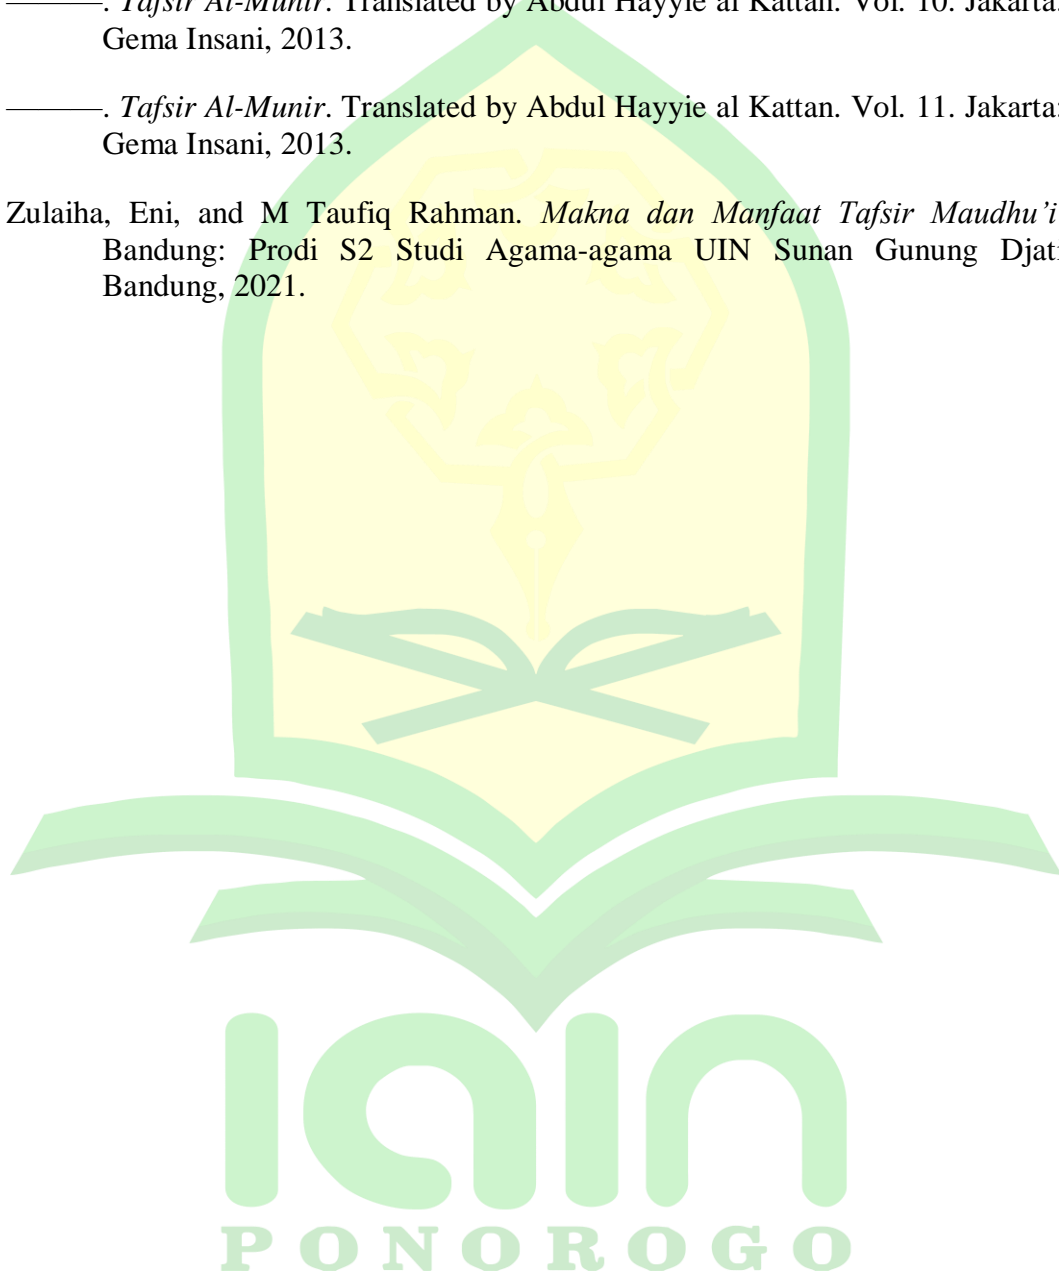 ———. Tafsir Al-Munir. Translated by Abdul Hayyie al Kattan. Vol. 10. Jakarta:
Gema Insani, 2013.
———. Tafsir Al-Munir. Translated by Abdul Hayyie al Kattan. Vol. 11. Jakarta:
Gema Insani, 2013.
Zulaiha, Eni, and M Taufiq Rahman. Makna dan Manfaat Tafsir Maudhu’i
Bandung: Prodi S2 Studi Agama-agama UIN Sunan Gunung Djati
Bandung, 2021.
iain
PONOROGO